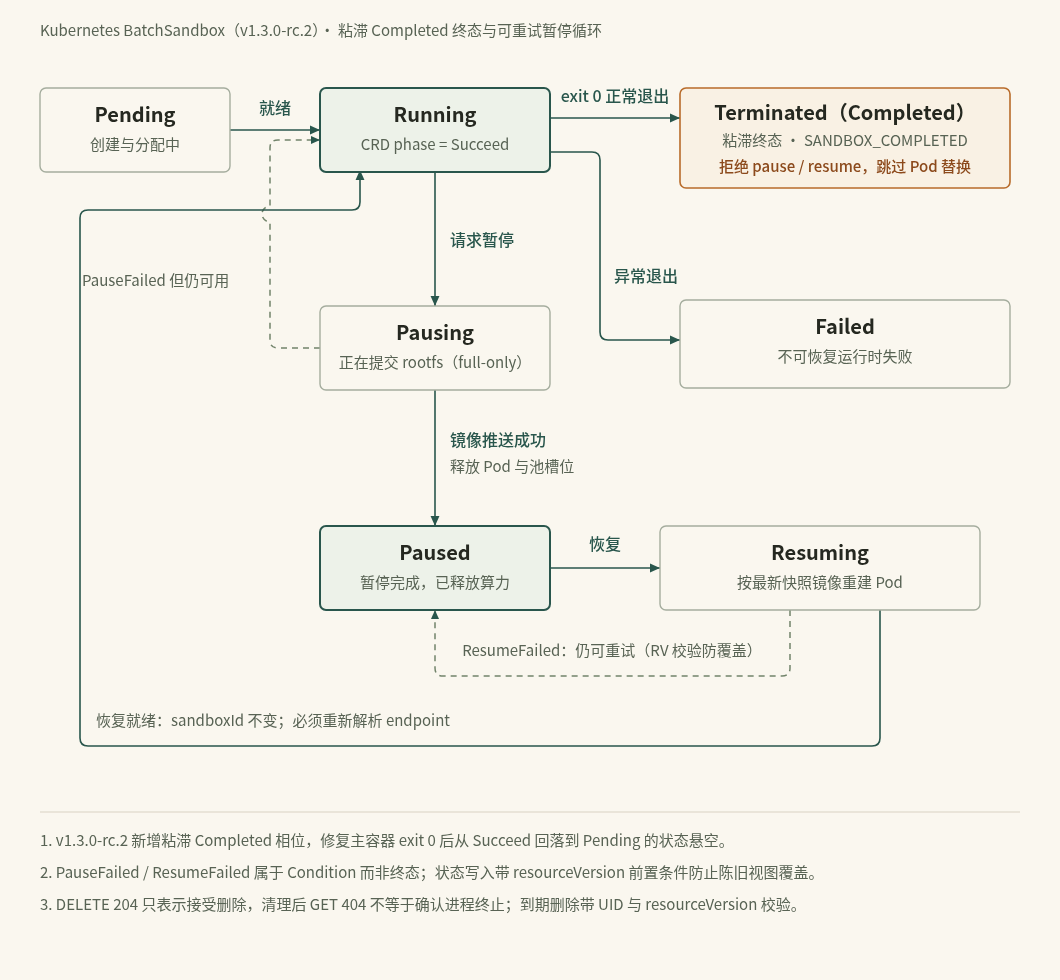 Kubernetes BatchSandbox（v1.3.0-rc.2）· 粘滞 Completed 终态与可重试暂停循环
Pending
创建与分配中
就绪
Running
CRD phase = Succeed
exit 0 正常退出
Terminated（Completed）
粘滞终态 · SANDBOX_COMPLETED
拒绝 pause / resume，跳过 Pod 替换
请求暂停
异常退出
PauseFailed 但仍可用
Pausing
正在提交 rootfs（full-only）
Failed
不可恢复运行时失败
镜像推送成功
释放 Pod 与池槽位
Paused
暂停完成，已释放算力
恢复
Resuming
按最新快照镜像重建 Pod
ResumeFailed：仍可重试（RV 校验防覆盖）
恢复就绪：sandboxId 不变；必须重新解析 endpoint
1. v1.3.0-rc.2 新增粘滞 Completed 相位，修复主容器 exit 0 后从 Succeed 回落到 Pending 的状态悬空。
2. PauseFailed / ResumeFailed 属于 Condition 而非终态；状态写入带 resourceVersion 前置条件防止陈旧视图覆盖。
3. DELETE 204 只表示接受删除，清理后 GET 404 不等于确认进程终止；到期删除带 UID 与 resourceVersion 校验。